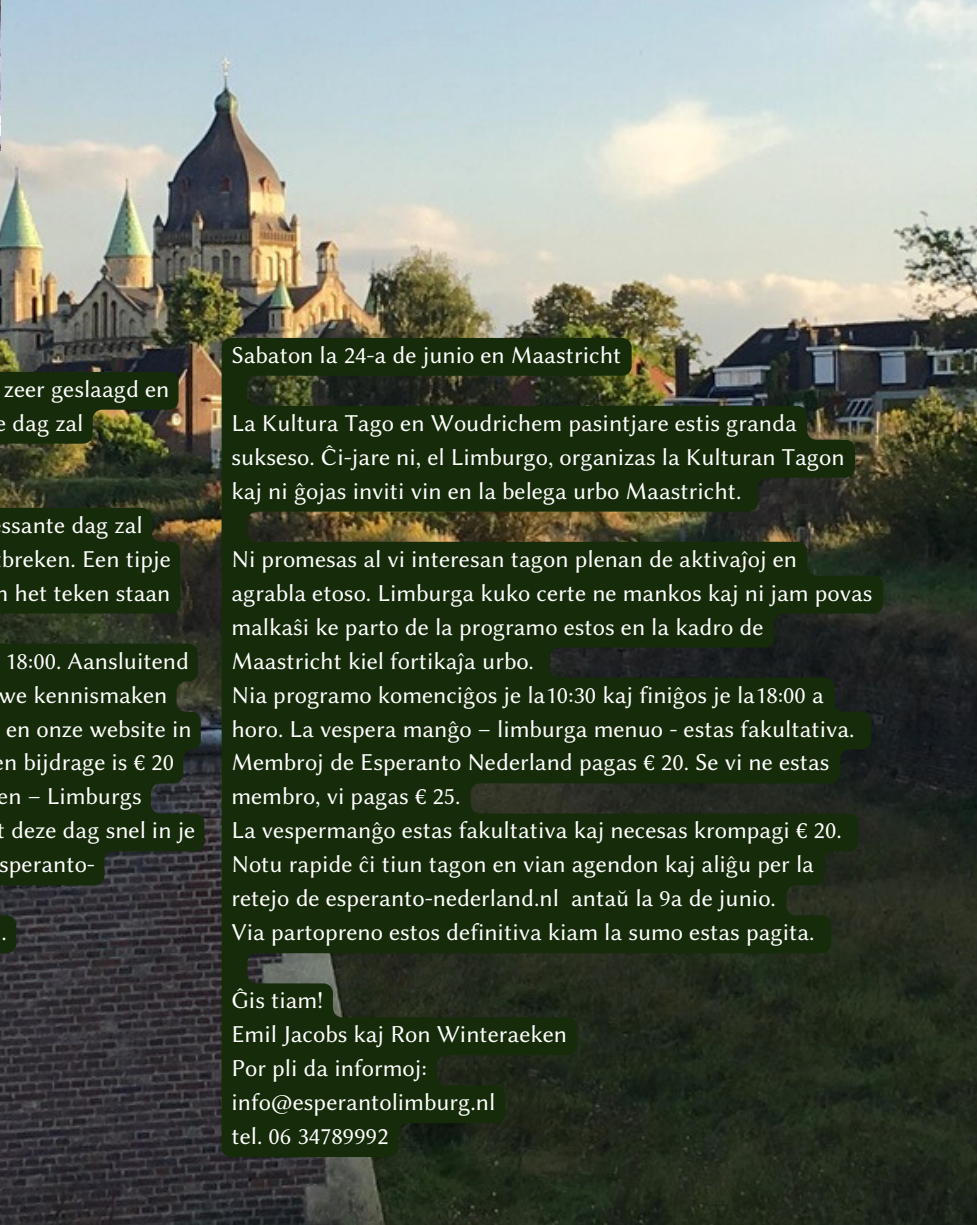 zeer geslaagd en
dag zal
dag zal
breken. Een tipje
het teken staan
18:00. Aansluitend
we kennismaken
en onze website in
bijdrage is € 20
– Limburgs
deze dag snel in je
Sabaton la 24-a de junio en Maastricht
La Kultura Tago en Woudrichem pasintjare estis granda
sukseso. Ĉi-jare ni, el Limburgo, organizas la Kulturan Tagon
kaj ni ĝojas inviti vin en la belega urbo Maastricht.
Ni promesas al vi interesan tagon plenan de aktivaĵoj en
agrabla etoso. Limburga kuko certe ne mankos kaj ni jam povas
malkaŝi ke parto de la programo estos en la kadro de
Maastricht kiel fortikaĵa urbo.
Nia programo komenciĝos je la10:30 kaj finiĝos je la18:00 a
horo. La vespera manĝo – limburga menuo - estas fakultativa.
Membroj de Esperanto Nederland pagas € 20. Se vi ne estas
membro, vi pagas € 25.
La vespermanĝo estas fakultativa kaj necesas krompagi € 20.
Notu rapide ĉi tiun tagon en vian agendon kaj aliĝu per la
retejo de esperanto-nederland.nl antaŭ la 9a de junio.
Via partopreno estos definitiva kiam la sumo estas pagita.
Ĝis tiam!
Emil Jacobs kaj Ron Winteraeken
Por pli da informoj:
info@esperantolimburg.nl
tel. 06 34789992